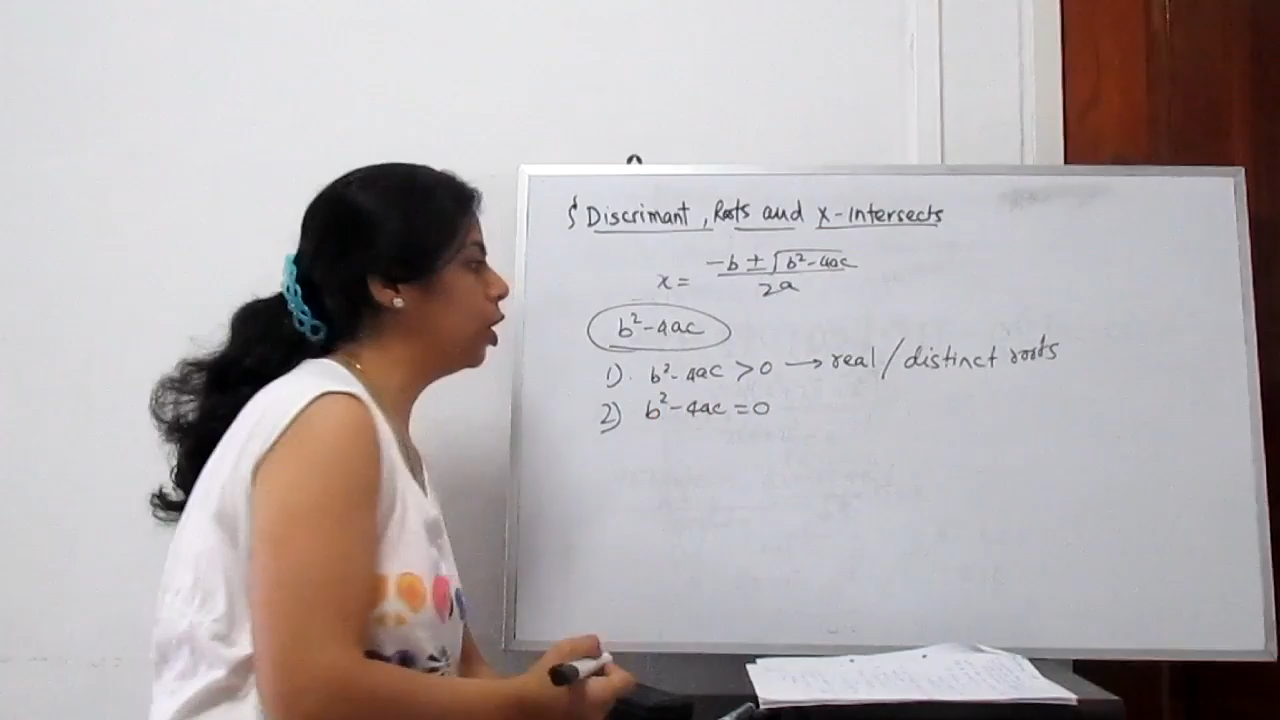 § Discrimant, Roots and X-Intersects
x = -b ± √b²-4ac / 2a
b²-4ac
1). b²-4ac > 0 → real / distinct roots
2) b²-4ac = 0